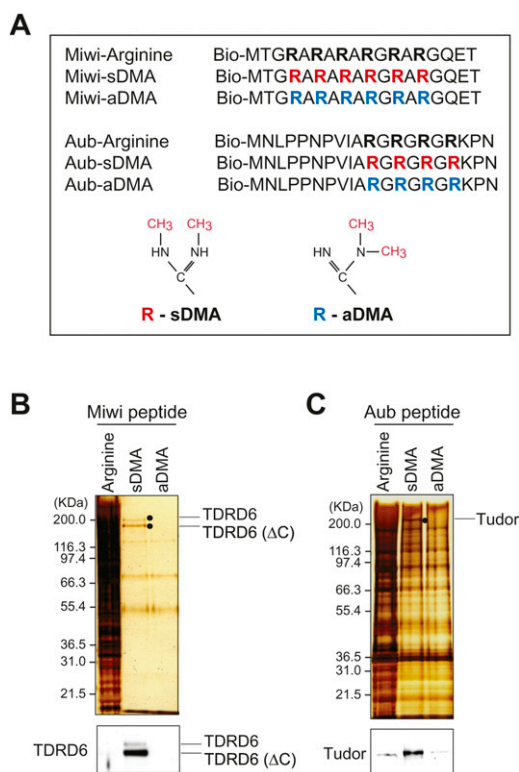 A
Miwi-Arginine Bio-MTGRARARARGRARGQET
Miwi-sDMA Bio-MTGRARARARGRARGQET
Miwi-aDMA Bio-MTGRARARARGRARGQET
Aub-Arginine Bio-MNLPPNPVIARGRGRGRKPN
Aub-sDMA Bio-MNLPPNPVIARGRGRGRKPN
Aub-aDMA Bio-MNLPPNPVIARGRGRGRKPN
CH3 CH3
HN NH
C
R - sDMA
HN N CH3
CH3
C
R - aDMA
B
Miwi peptide
Arginine
sDMA
aDMA
(KDa)
200.0
116.3
97.4
66.3
55.4
36.5
31.0
21.5
TDRD6
TDRD6 (ΔC)
TDRD6
TDRD6
TDRD6 (ΔC)
C
Aub peptide
Arginine
sDMA
aDMA
(KDa)
200.0
116.3
97.4
66.3
55.4
36.5
31.0
21.5
Tudor
Tudor